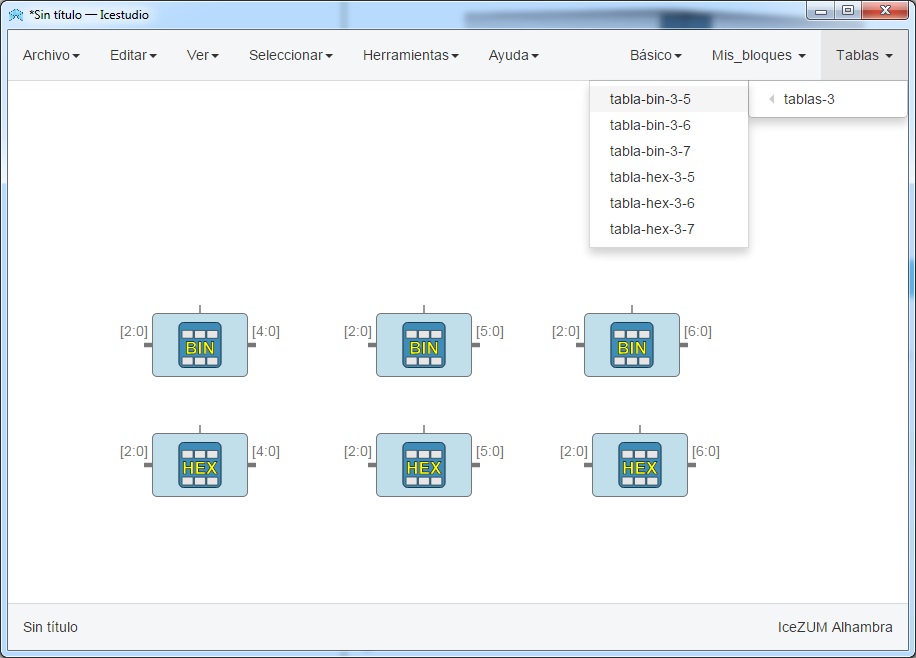 *Sin título — Icestudio
Archivo Editar Ver Seleccionar Herramientas Ayuda Básico Mis_bloques Tablas
tabla-bin-3-5 tablas-3
tabla-bin-3-6
tabla-bin-3-7
tabla-hex-3-5
tabla-hex-3-6
tabla-hex-3-7
[2:0] [4:0] [2:0] [5:0] [2:0] [6:0]
BIN BIN BIN
[2:0] [4:0] [2:0] [5:0] [2:0] [6:0]
HEX HEX HEX
Sin título IceZUM Alhambra